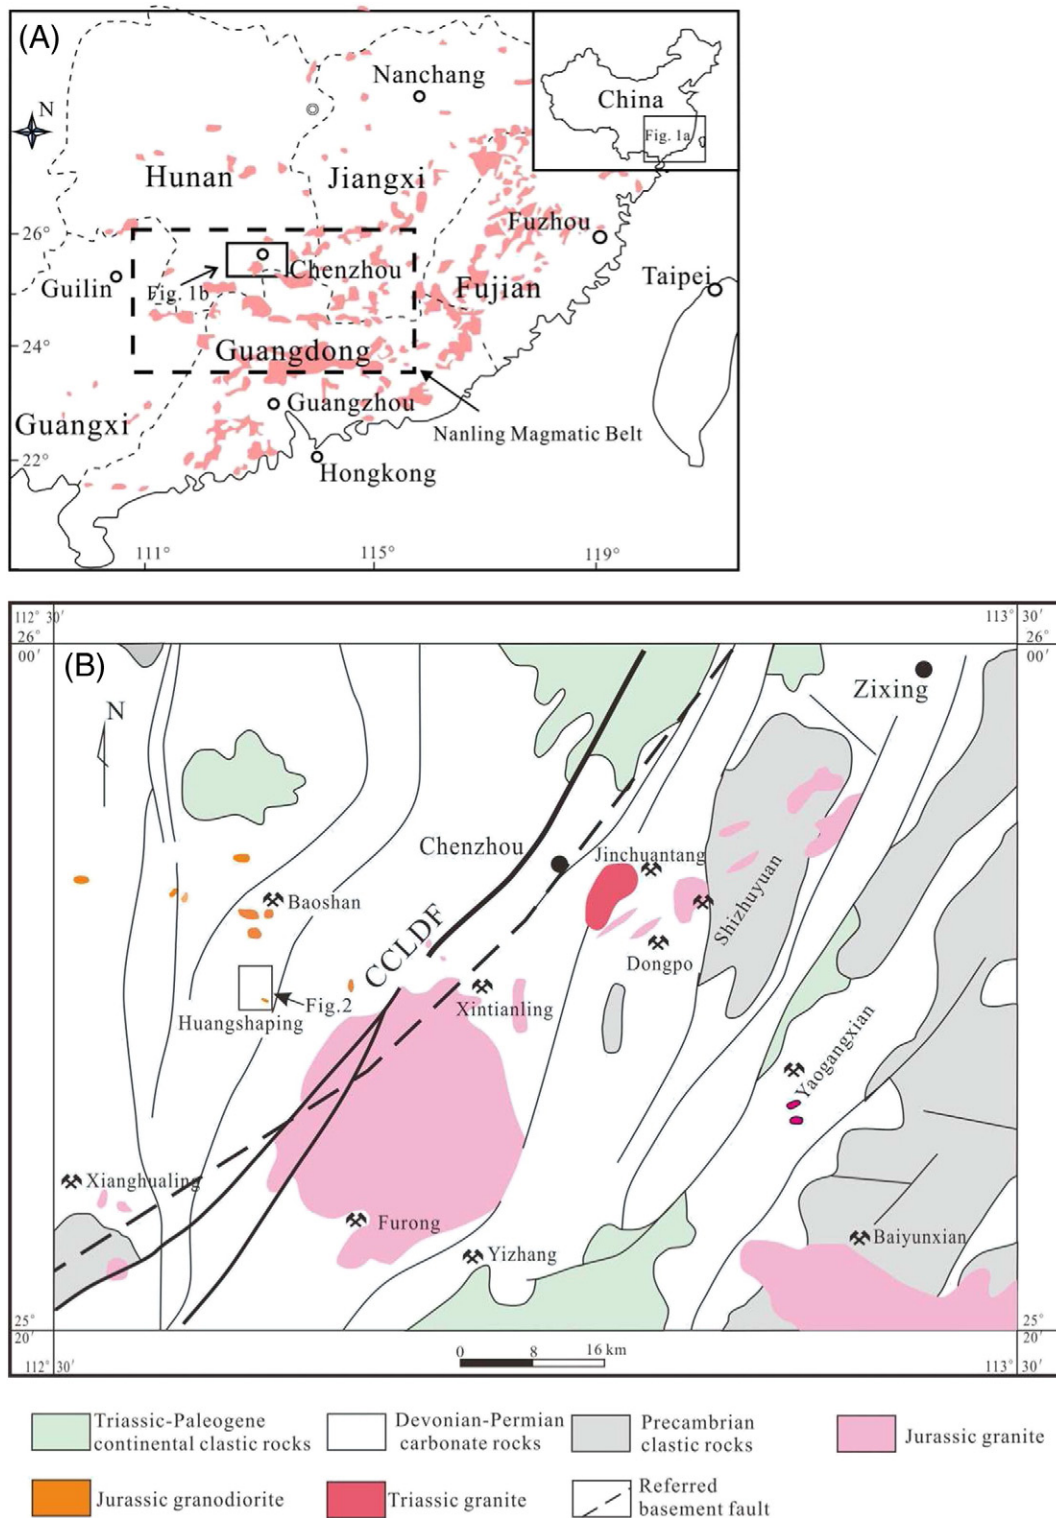 (A)
N
Nanchang
China
Fig. 1a
Hunan
Jiangxi
26°
Fuzhou
Chenzhou
Guilin
Fig. 1b
Fujian
Taipei
24°
Guangdong
Guangzhou
Guangxi
Nanling Magmatic Belt
22°
Hongkong
111°
115°
119°
112° 30′
113° 30′
26°
00′
26°
00′
(B)
N
Zixing
Chenzhou
Jinchuantang
Baoshan
Shizhuyuan
CCLDF
Dongpo
Fig.2
Xintianling
Huangshaping
Yaogangxian
Xianghualing
Furong
Baiyunxian
Yizhang
25°
20′
25°
20′
0
8
16 km
112° 30′
113° 30′
Triassic-Paleogene
continental clastic rocks
Devonian-Permian
carbonate rocks
Precambrian
clastic rocks
Jurassic granite
Jurassic granodiorite
Triassic granite
Referred
basement fault